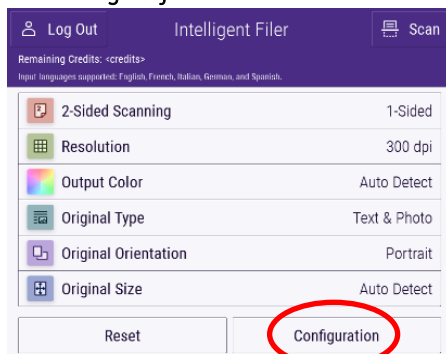 Log Out Intelligent Filer Scan
Remaining Credits: <credits>
Input languages supported: English, French, Italian, German, and Spanish.
2-Sided Scanning 1-Sided
Resolution 300 dpi
Output Color Auto Detect
Original Type Text & Photo
Original Orientation Portrait
Original Size Auto Detect
Reset Configuration